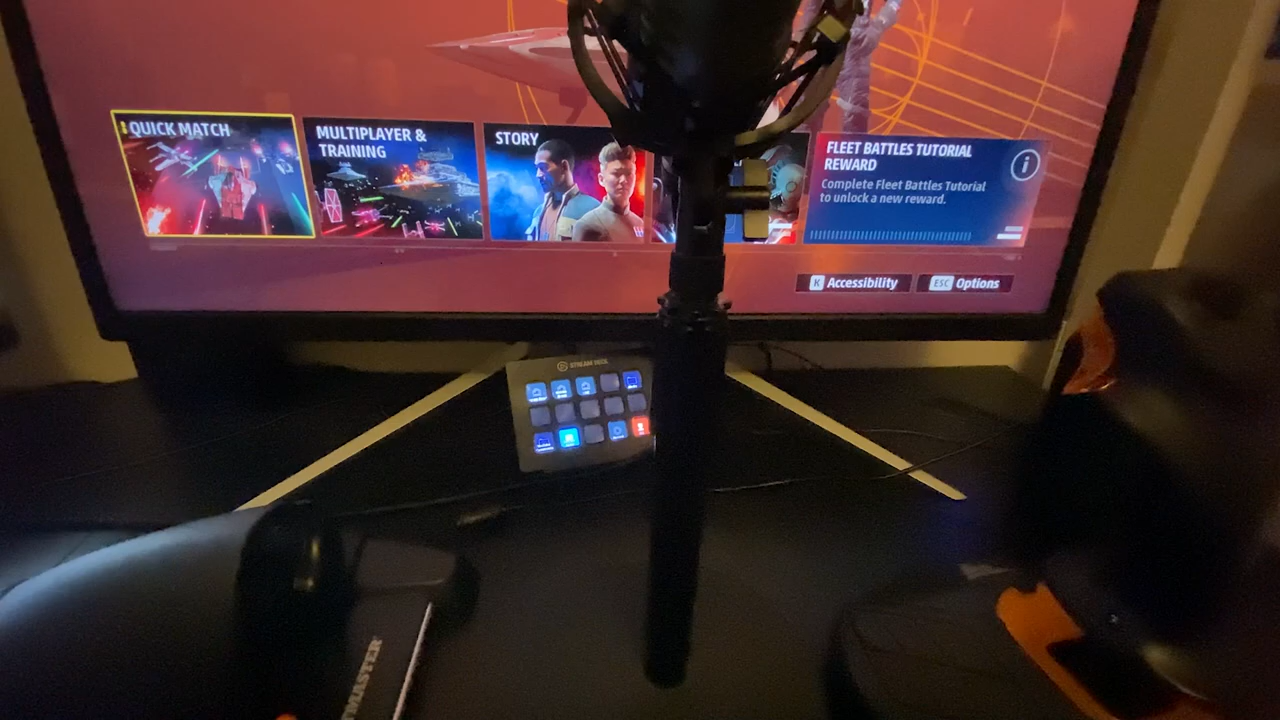 QUICK MATCH
MULTIPLAYER &
TRAINING
STORY
FLEET BATTLES TUTORIAL
REWARD
Complete Fleet Battles Tutorial
to unlock a new reward.
K Accessibility
ESC Options
STREAM DECK
TMASTER